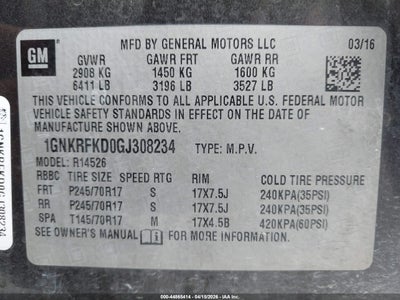 GM
MFD BY GENERAL MOTORS LLC
03/16
GVWR GAWR FRT GAWR RR
2908 KG 1450 KG 1600 KG
6411 LB 3196 LB 3527 LB
THIS VEHICLE CONFORMS TO ALL APPLICABLE U.S. FEDERAL MOTOR
VEHICLE SAFETY STANDARDS IN EFFECT ON THE DATE OF
MANUFACTURE SHOWN ABOVE.
1GNKRFKD0GJ308234 TYPE: M.P.V.
MODEL: R14526
RBBC TIRE SIZE SPEED RTG RIM COLD TIRE PRESSURE
FRT P245/70R17 S 17X7.5J 240KPA(35PSI)
RR P245/70R17 S 17X7.5J 240KPA(35PSI)
SPA T145/70R17 M 17X4.5B 420KPA(60PSI)
SEE OWNER'S MANUAL FOR MORE INFORMATION
1GNKRFKD0GJ308234
000-44865414 - 04/15/2026 -